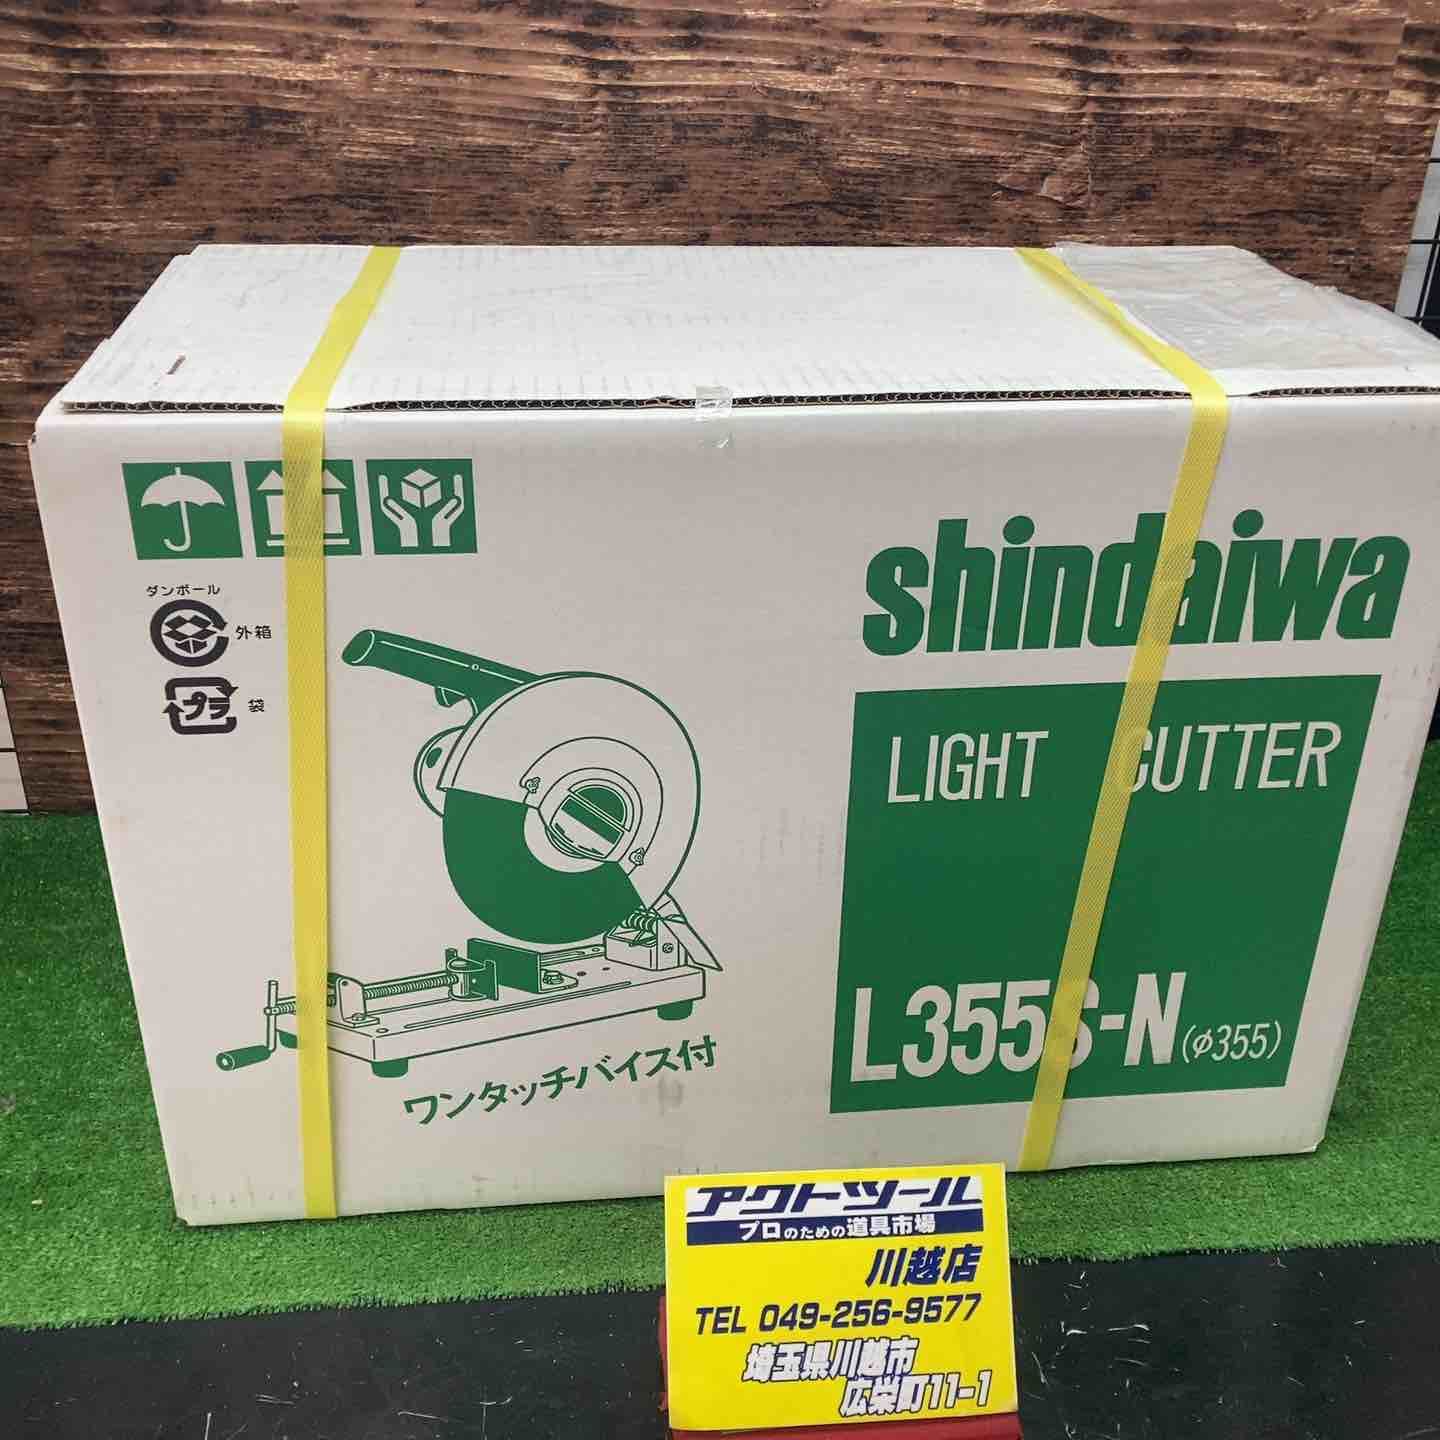 ダンボール
外箱
プラ 袋
shindaiwa
LIGHT CUTTER
L355S-N(φ355)
ワンタッチバイス付
アクトツール
プロのための道具市場
川越店
TEL 049-256-9577
埼玉県川越市
広栄町11-1